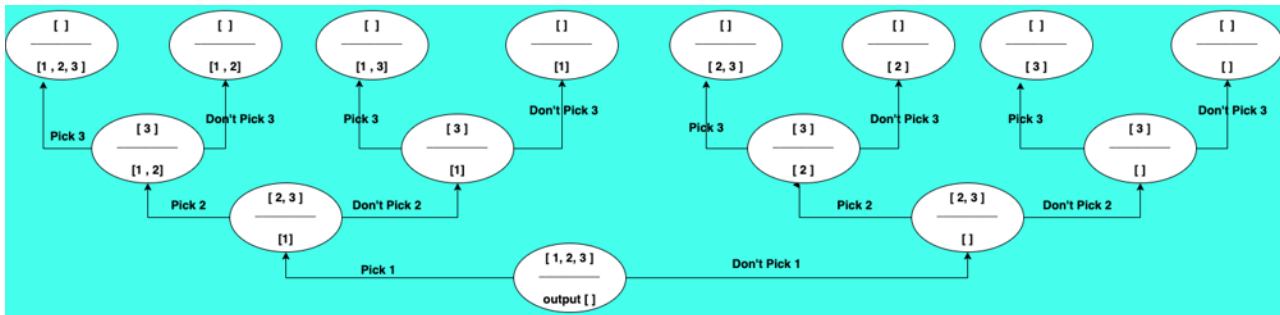 [ ] [ ] [ ] [ ] [ ] [ ] [ ] [ ]
[1 , 2, 3 ] [1 , 2] [1 , 3] [1] [ 2, 3 ] [ 2 ] [ 3 ] [ ]
Pick 3 Don't Pick 3 Pick 3 Don't Pick 3 Pick 3 Don't Pick 3 Pick 3 Don't Pick 3
[ 3 ] [ 3 ] [ 3 ] [ 3 ]
[1 , 2] [1] [ 2 ] [ ]
Pick 2 Don't Pick 2 Pick 2 Don't Pick 2
[ 2, 3 ] [ 2, 3 ]
[1] [ ]
Pick 1 Don't Pick 1
[ 1, 2, 3 ]
output [ ]